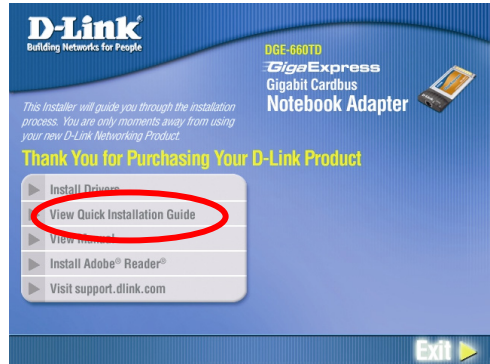 D-Link®
Building Networks for People
DGE-660TD
GigaExpress
Gigabit Cardbus
Notebook Adapter
This Installer will guide you through the installation
process. You are only moments away from using
your new D-Link Networking Product.
Thank You for Purchasing Your D-Link Product
Install Drivers
View Quick Installation Guide
View Manual
Install Adobe® Reader®
Visit support.dlink.com
Exit